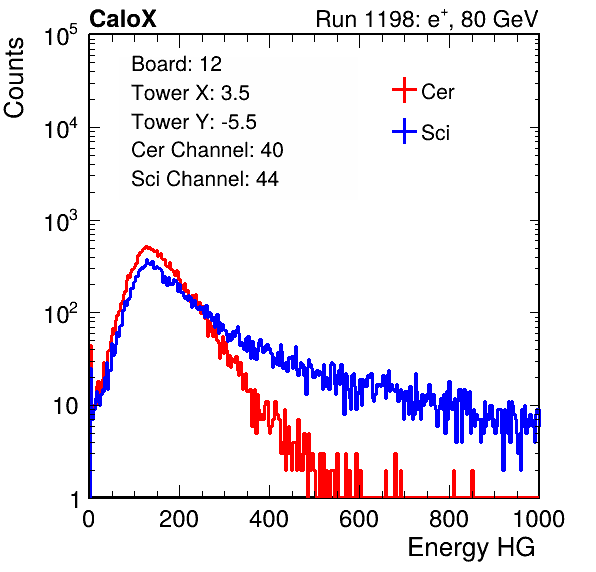 CaloX Run 1198: e+, 80 GeV
Counts
Board: 12
Tower X: 3.5
Tower Y: -5.5
Cer Channel: 40
Sci Channel: 44
Cer
Sci
10^5
10^4
10^3
10^2
10
1
0 200 400 600 800 1000
Energy HG